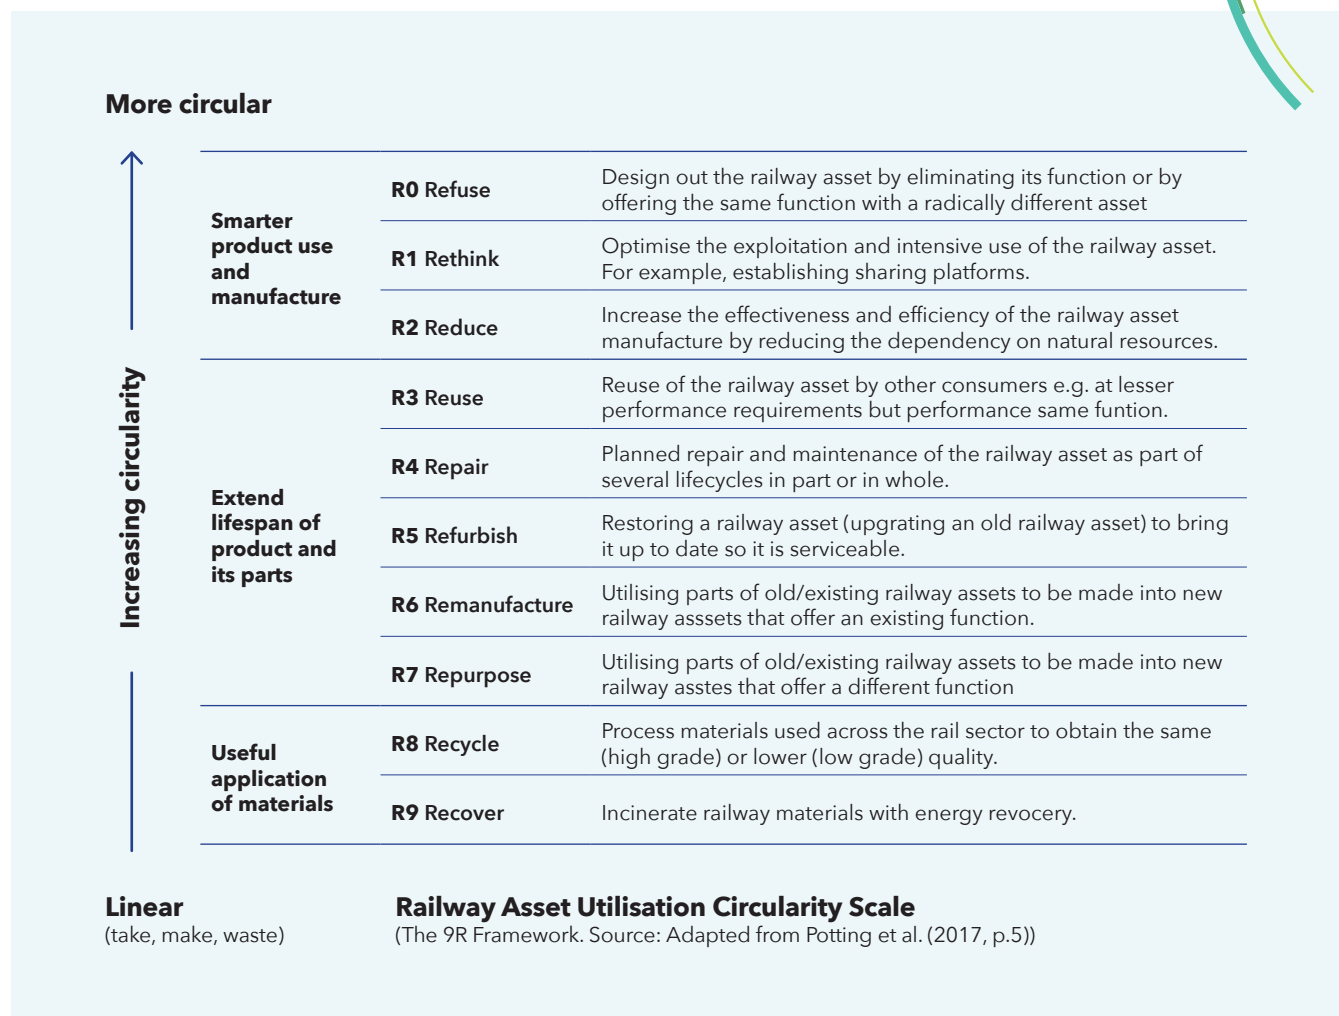 More circular
Increasing circularity
Smarter
product use
and
manufacture
R0 Refuse
Design out the railway asset by eliminating its function or by
offering the same function with a radically different asset
R1 Rethink
Optimise the exploitation and intensive use of the railway asset.
For example, establishing sharing platforms.
R2 Reduce
Increase the effectiveness and efficiency of the railway asset
manufacture by reducing the dependency on natural resources.
Extend
lifespan of
product and
its parts
R3 Reuse
Reuse of the railway asset by other consumers e.g. at lesser
performance requirements but performance same funtion.
R4 Repair
Planned repair and maintenance of the railway asset as part of
several lifecycles in part or in whole.
R5 Refurbish
Restoring a railway asset (upgrating an old railway asset) to bring
it up to date so it is serviceable.
R6 Remanufacture
Utilising parts of old/existing railway assets to be made into new
railway asssets that offer an existing function.
R7 Repurpose
Utilising parts of old/existing railway assets to be made into new
railway asstes that offer a different function
Useful
application
of materials
R8 Recycle
Process materials used across the rail sector to obtain the same
(high grade) or lower (low grade) quality.
R9 Recover
Incinerate railway materials with energy revocery.
Linear
(take, make, waste)
Railway Asset Utilisation Circularity Scale
(The 9R Framework. Source: Adapted from Potting et al. (2017, p.5))